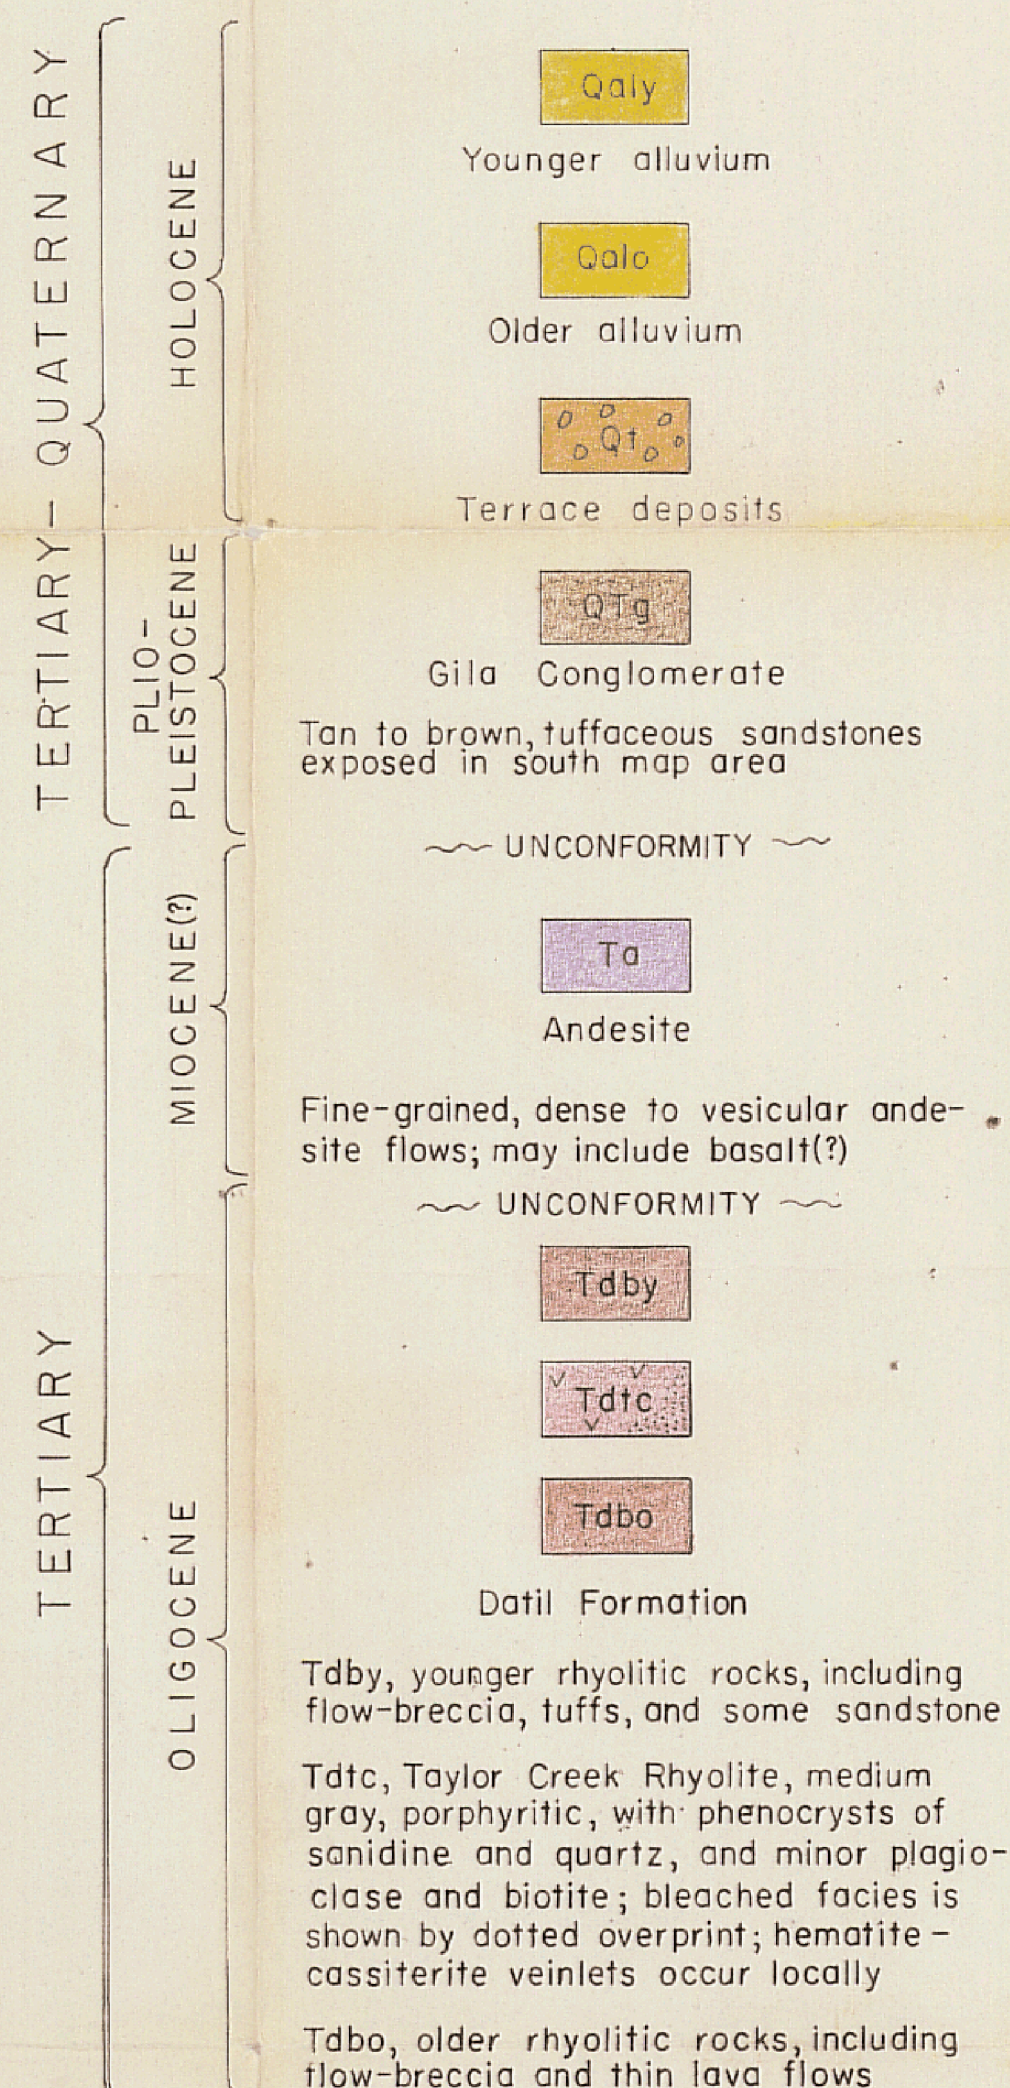 TERTIARY-QUATERNARY
HOLOCENE
Qaly
Younger alluvium
Qalo
Older alluvium
Qt
Terrace deposits
PLIO-
PLEISTOCENE
QTg
Gila Conglomerate
Tan to brown, tuffaceous sandstones
exposed in south map area
UNCONFORMITY
TERTIARY
MIOCENE(?)
Ta
Andesite
Fine-grained, dense to vesicular ande-
site flows; may include basalt(?)
UNCONFORMITY
OLIGOCENE
Tdby
Tdtc
Tdbo
Datil Formation
Tdby, younger rhyolitic rocks, including
flow-breccia, tuffs, and some sandstone
Tdtc, Taylor Creek Rhyolite, medium
gray, porphyritic, with phenocrysts of
sanidine and quartz, and minor plagio-
clase and biotite; bleached facies is
shown by dotted overprint; hematite-
cassiterite veinlets occur locally
Tdbo, older rhyolitic rocks, including
flow-breccia and thin lava flows